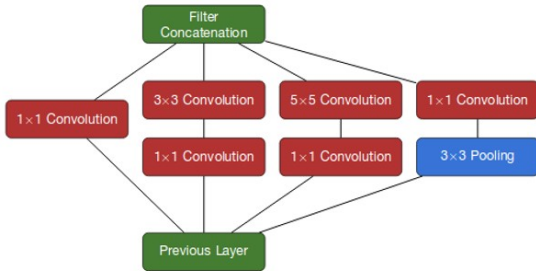 Filter
Concatenation
3×3 Convolution
5×5 Convolution
1×1 Convolution
1×1 Convolution
1×1 Convolution
1×1 Convolution
3×3 Pooling
Previous Layer